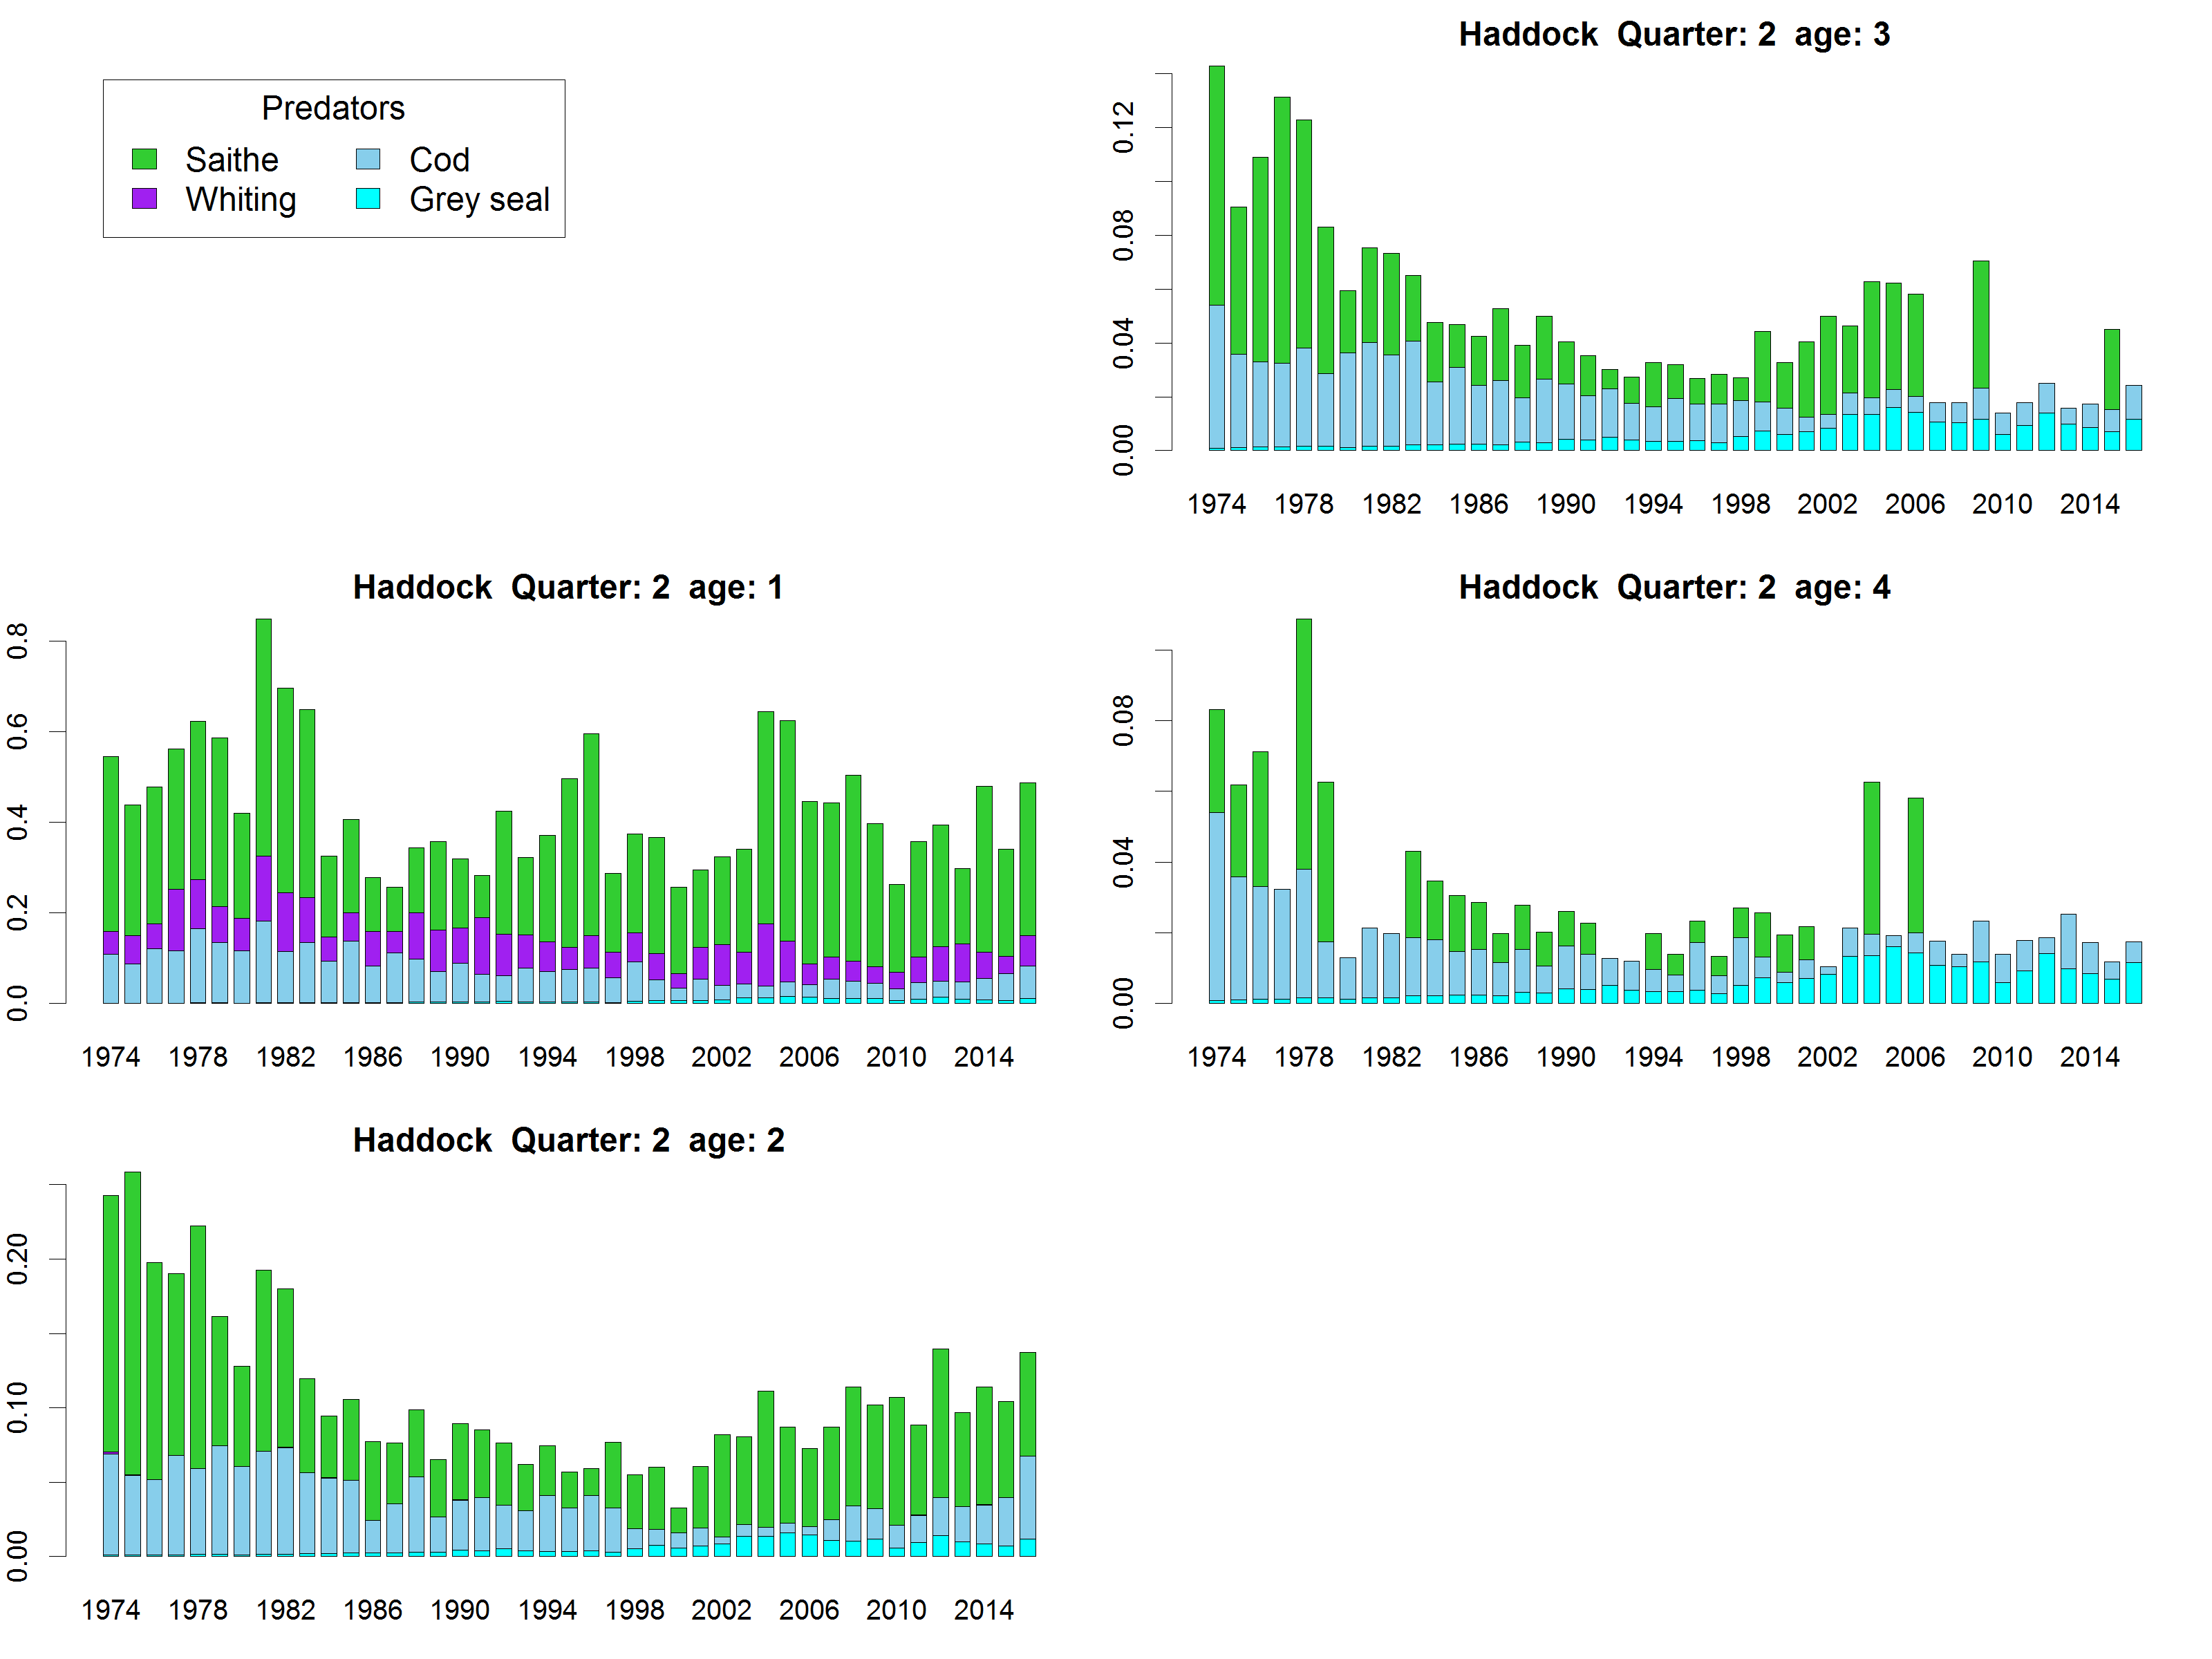 Predators
Saithe Cod
Whiting Grey seal
Haddock Quarter: 2 age: 3
0.00 0.04 0.08 0.12
1974 1978 1982 1986 1990 1994 1998 2002 2006 2010 2014
Haddock Quarter: 2 age: 1
0.0 0.2 0.4 0.6 0.8
1974 1978 1982 1986 1990 1994 1998 2002 2006 2010 2014
Haddock Quarter: 2 age: 4
0.00 0.04 0.08
1974 1978 1982 1986 1990 1994 1998 2002 2006 2010 2014
Haddock Quarter: 2 age: 2
0.00 0.10 0.20
1974 1978 1982 1986 1990 1994 1998 2002 2006 2010 2014